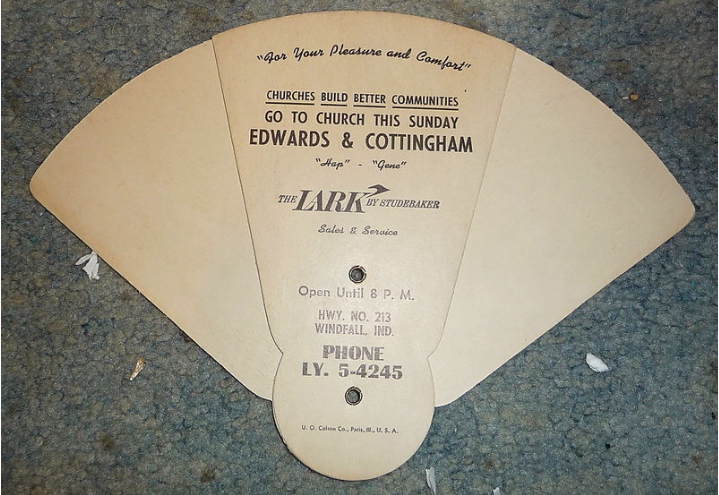 "For Your Pleasure and Comfort"
CHURCHES BUILD BETTER COMMUNITIES
GO TO CHURCH THIS SUNDAY
EDWARDS & COTTINGHAM
"Hap" - "Gene"
THE LARK BY STUDEBAKER
Sales & Service
Open Until 8 P. M.
HWY. NO. 213
WINDFALL, IND.
PHONE
LY. 5-4245
U. O. Colson Co., Paris, Ill., U. S. A.